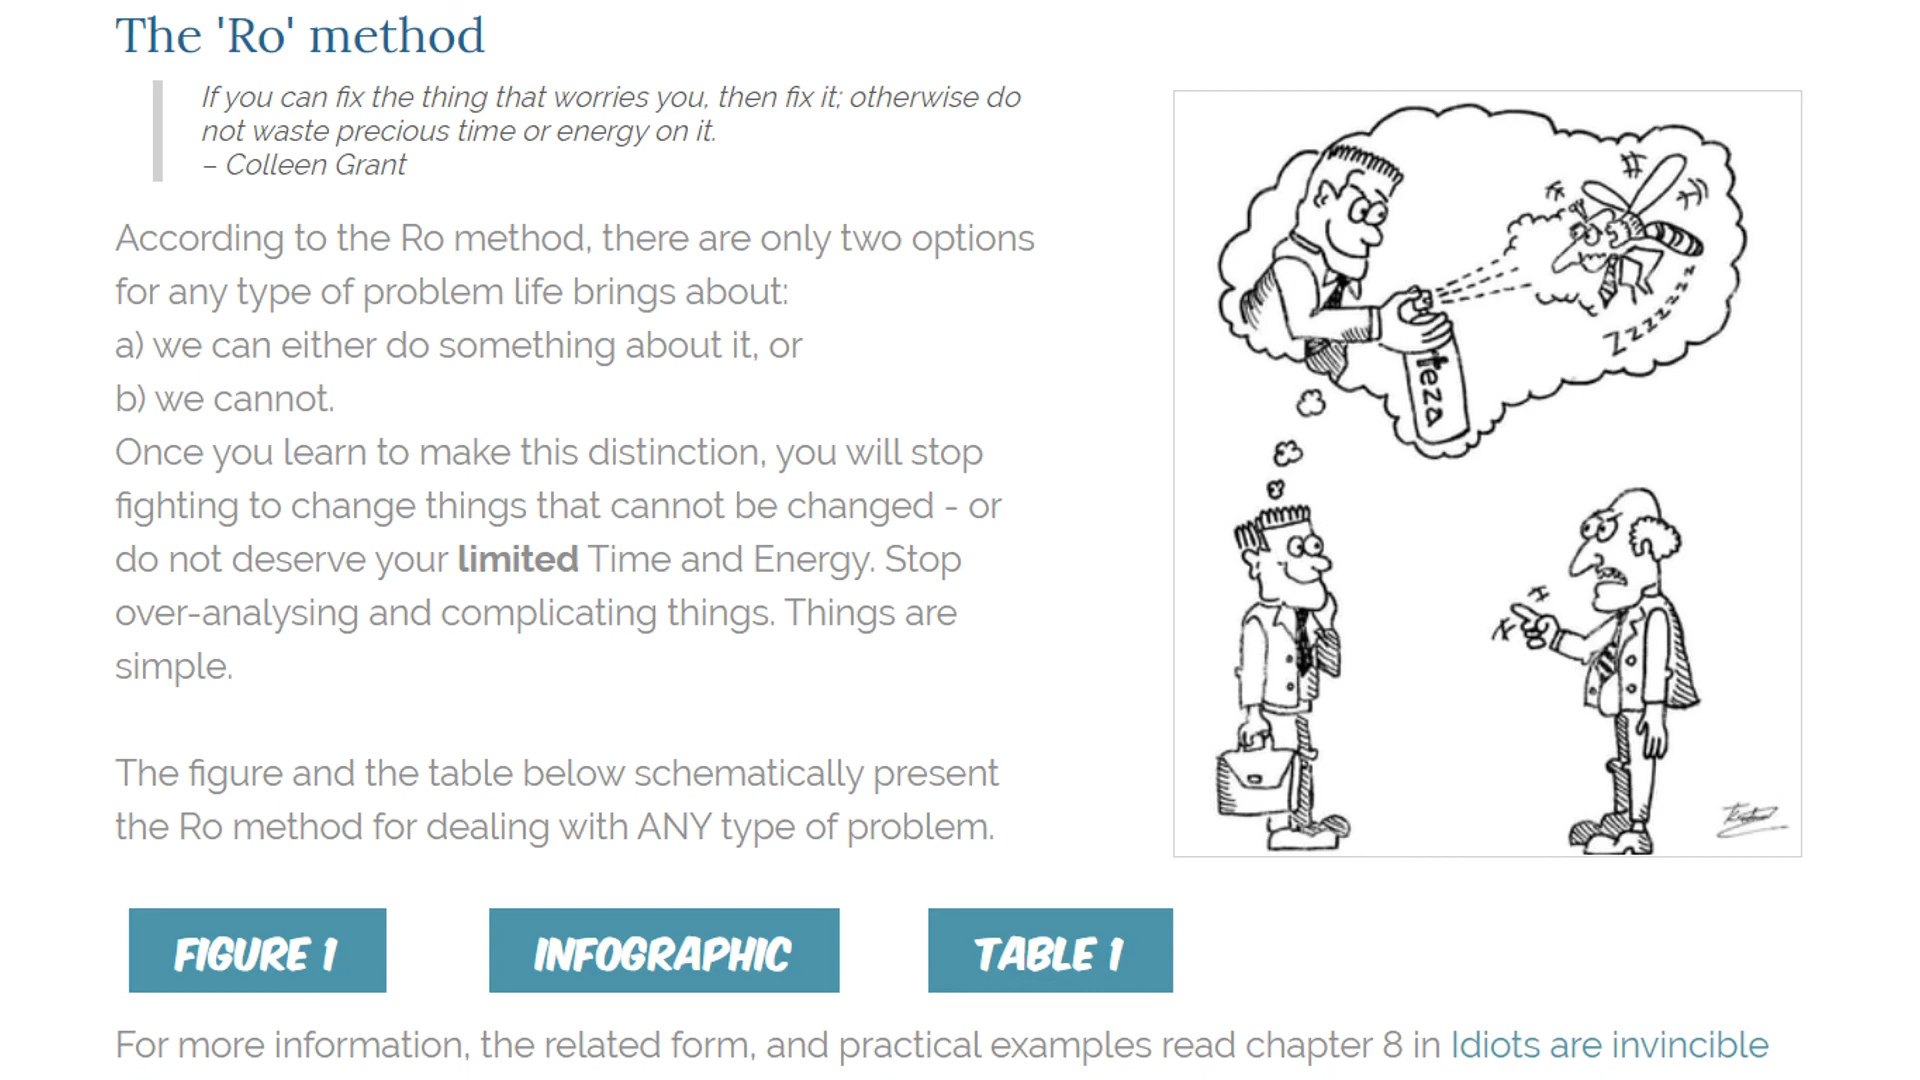 The 'Ro' method
If you can fix the thing that worries you, then fix it; otherwise do
not waste precious time or energy on it.
– Colleen Grant
According to the Ro method, there are only two options
for any type of problem life brings about:
a) we can either do something about it, or
b) we cannot.
Once you learn to make this distinction, you will stop
fighting to change things that cannot be changed - or
do not deserve your limited Time and Energy. Stop
over-analysing and complicating things. Things are
simple.
The figure and the table below schematically present
the Ro method for dealing with ANY type of problem.
teza
Zzzzzzz
FIGURE 1
INFOGRAPHIC
TABLE 1
For more information, the related form, and practical examples read chapter 8 in Idiots are invincible